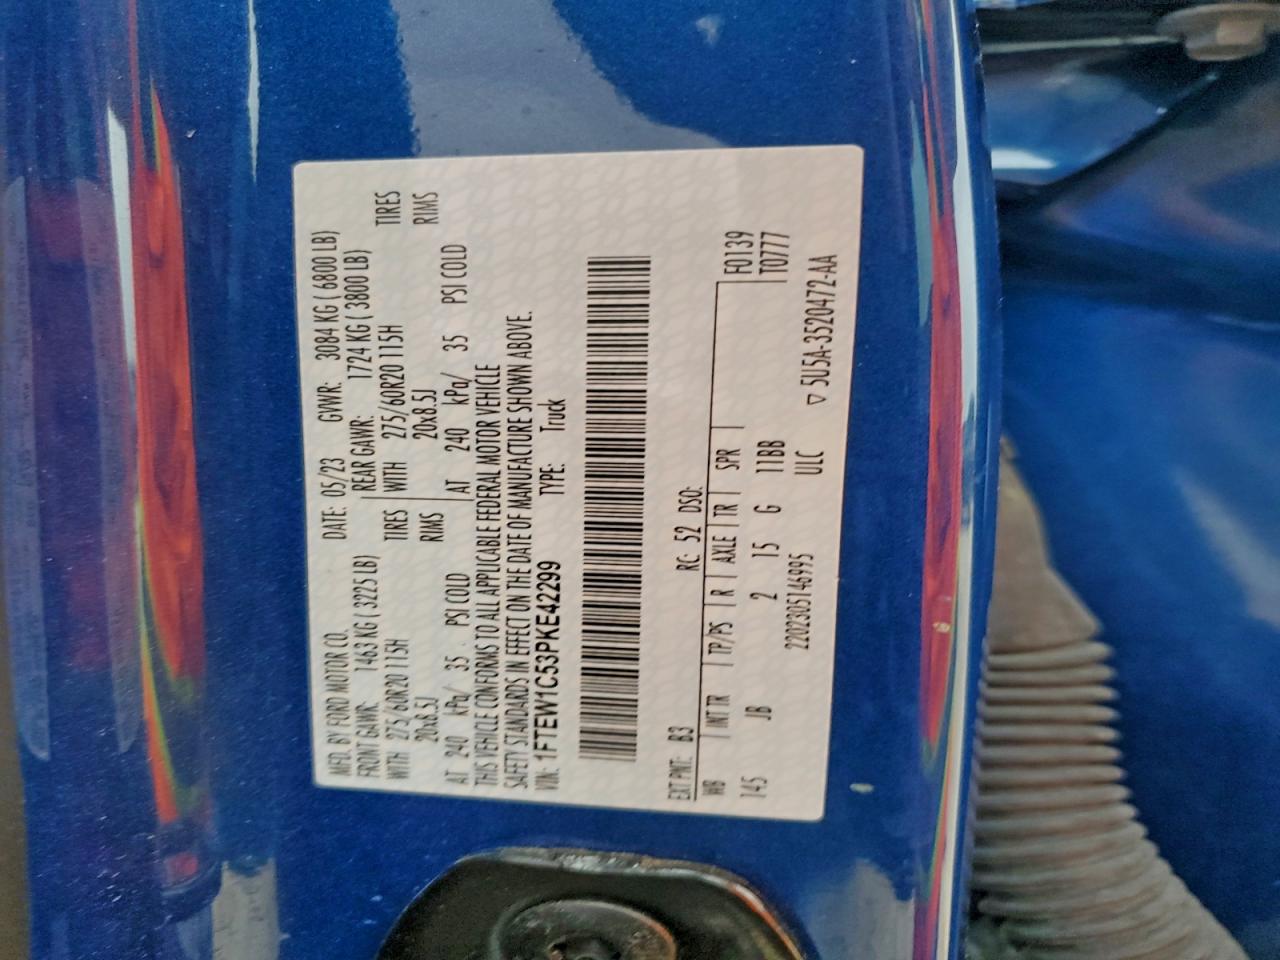 MFD. BY FORD MOTOR CO. DATE: 05/23 GVWR: 3084 KG ( 6800 LB)
FRONT GAWR: 1463 KG ( 3225 LB) REAR GAWR: 1724 KG ( 3800 LB)
WITH 275/60R20 115H TIRES WITH 275/60R20 115H TIRES
20x8.5J RIMS 20x8.5J RIMS
AT 240 kPa/ 35 PSI COLD AT 240 kPa/ 35 PSI COLD
THIS VEHICLE CONFORMS TO ALL APPLICABLE FEDERAL MOTOR VEHICLE
SAFETY STANDARDS IN EFFECT ON THE DATE OF MANUFACTURE SHOWN ABOVE.
VIN: 1FTEW1C53PKE42299 TYPE: Truck
EXT PNT: B3 RC: 52 DSO:
WB INT TR TP/PS R AXLE TR SPR F0139
145 JB 2 15 G 11BB T0777
2202305146995 ULC
▽ 5U5A-3520472-AA